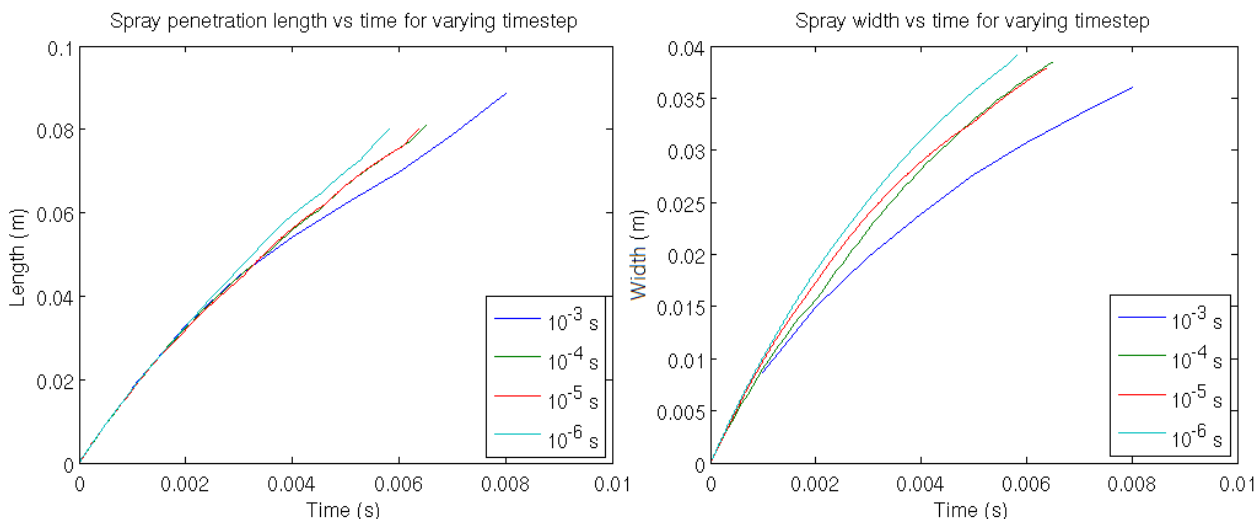 Spray penetration length vs time for varying timestep
0.1
0.08
0.06
0.04
0.02
0
Length (m)
0
0.002
0.004
0.006
0.008
0.01
Time (s)
10⁻³ s
10⁻⁴ s
10⁻⁵ s
10⁻⁶ s
Spray width vs time for varying timestep
0.04
0.035
0.03
0.025
0.02
0.015
0.01
0.005
0
Width (m)
0
0.002
0.004
0.006
0.008
0.01
Time (s)
10⁻³ s
10⁻⁴ s
10⁻⁵ s
10⁻⁶ s